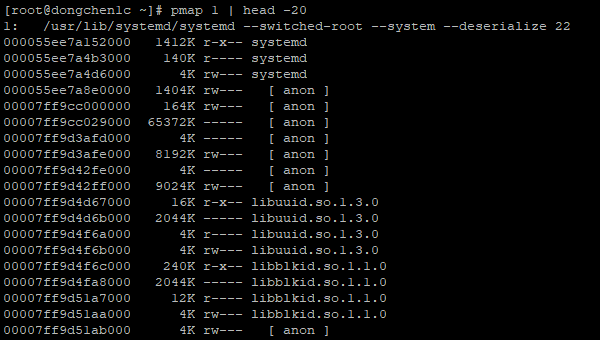 [root@dongchen1c ~]# pmap 1 | head -20
1:   /usr/lib/systemd/systemd --switched-root --system --deserialize 22
000055ee7a152000   1412K r-x-- systemd
000055ee7a4b3000    140K r---- systemd
000055ee7a4d6000      4K rw--- systemd
000055ee7a8e0000   1404K rw---   [ anon ]
00007ff9cc000000    164K rw---   [ anon ]
00007ff9cc029000  65372K -----   [ anon ]
00007ff9d3afd000      4K -----   [ anon ]
00007ff9d3afe000   8192K rw---   [ anon ]
00007ff9d42fe000      4K -----   [ anon ]
00007ff9d42ff000   9024K rw---   [ anon ]
00007ff9d4d67000     16K r-x-- libuuid.so.1.3.0
00007ff9d4d6b000   2044K ----- libuuid.so.1.3.0
00007ff9d4f6a000      4K r---- libuuid.so.1.3.0
00007ff9d4f6b000      4K rw--- libuuid.so.1.3.0
00007ff9d4f6c000    240K r-x-- libblkid.so.1.1.0
00007ff9d4fa8000   2044K ----- libblkid.so.1.1.0
00007ff9d51a7000     12K r---- libblkid.so.1.1.0
00007ff9d51aa000      4K rw--- libblkid.so.1.1.0
00007ff9d51ab000      4K rw---   [ anon ]